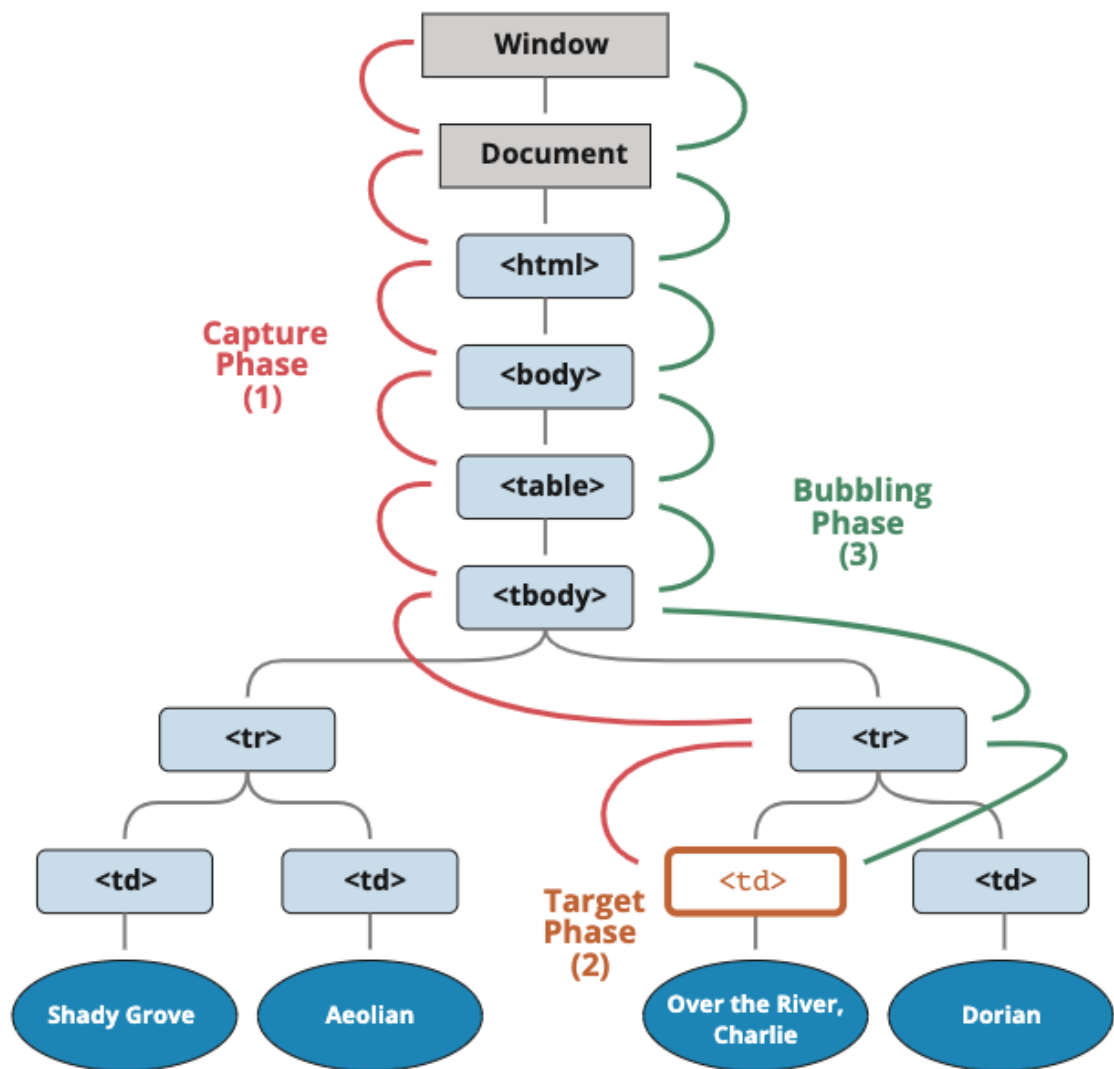 Window
Document
<html>
Capture
Phase
(1)
<body>
<table>
Bubbling
Phase
(3)
<tbody>
<tr>
<tr>
<td>
<td>
<td>
<td>
Target
Phase
(2)
Shady Grove
Aeolian
Over the River,
Charlie
Dorian